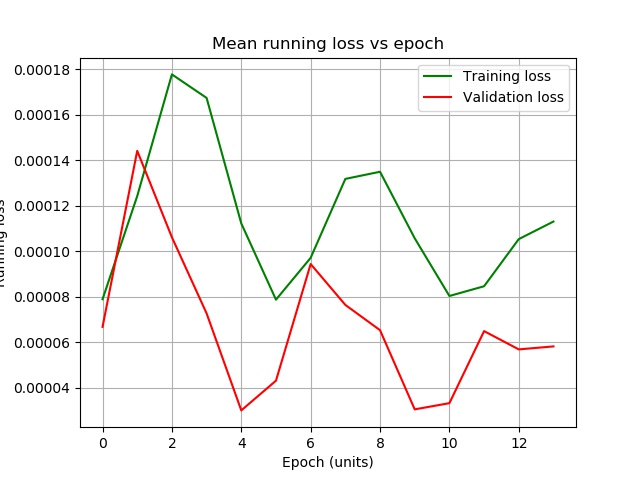 Mean running loss vs epoch
Training loss
Validation loss
0.00018
0.00016
0.00014
0.00012
0.00010
0.00008
0.00006
0.00004
Running loss
0 2 4 6 8 10 12
Epoch (units)